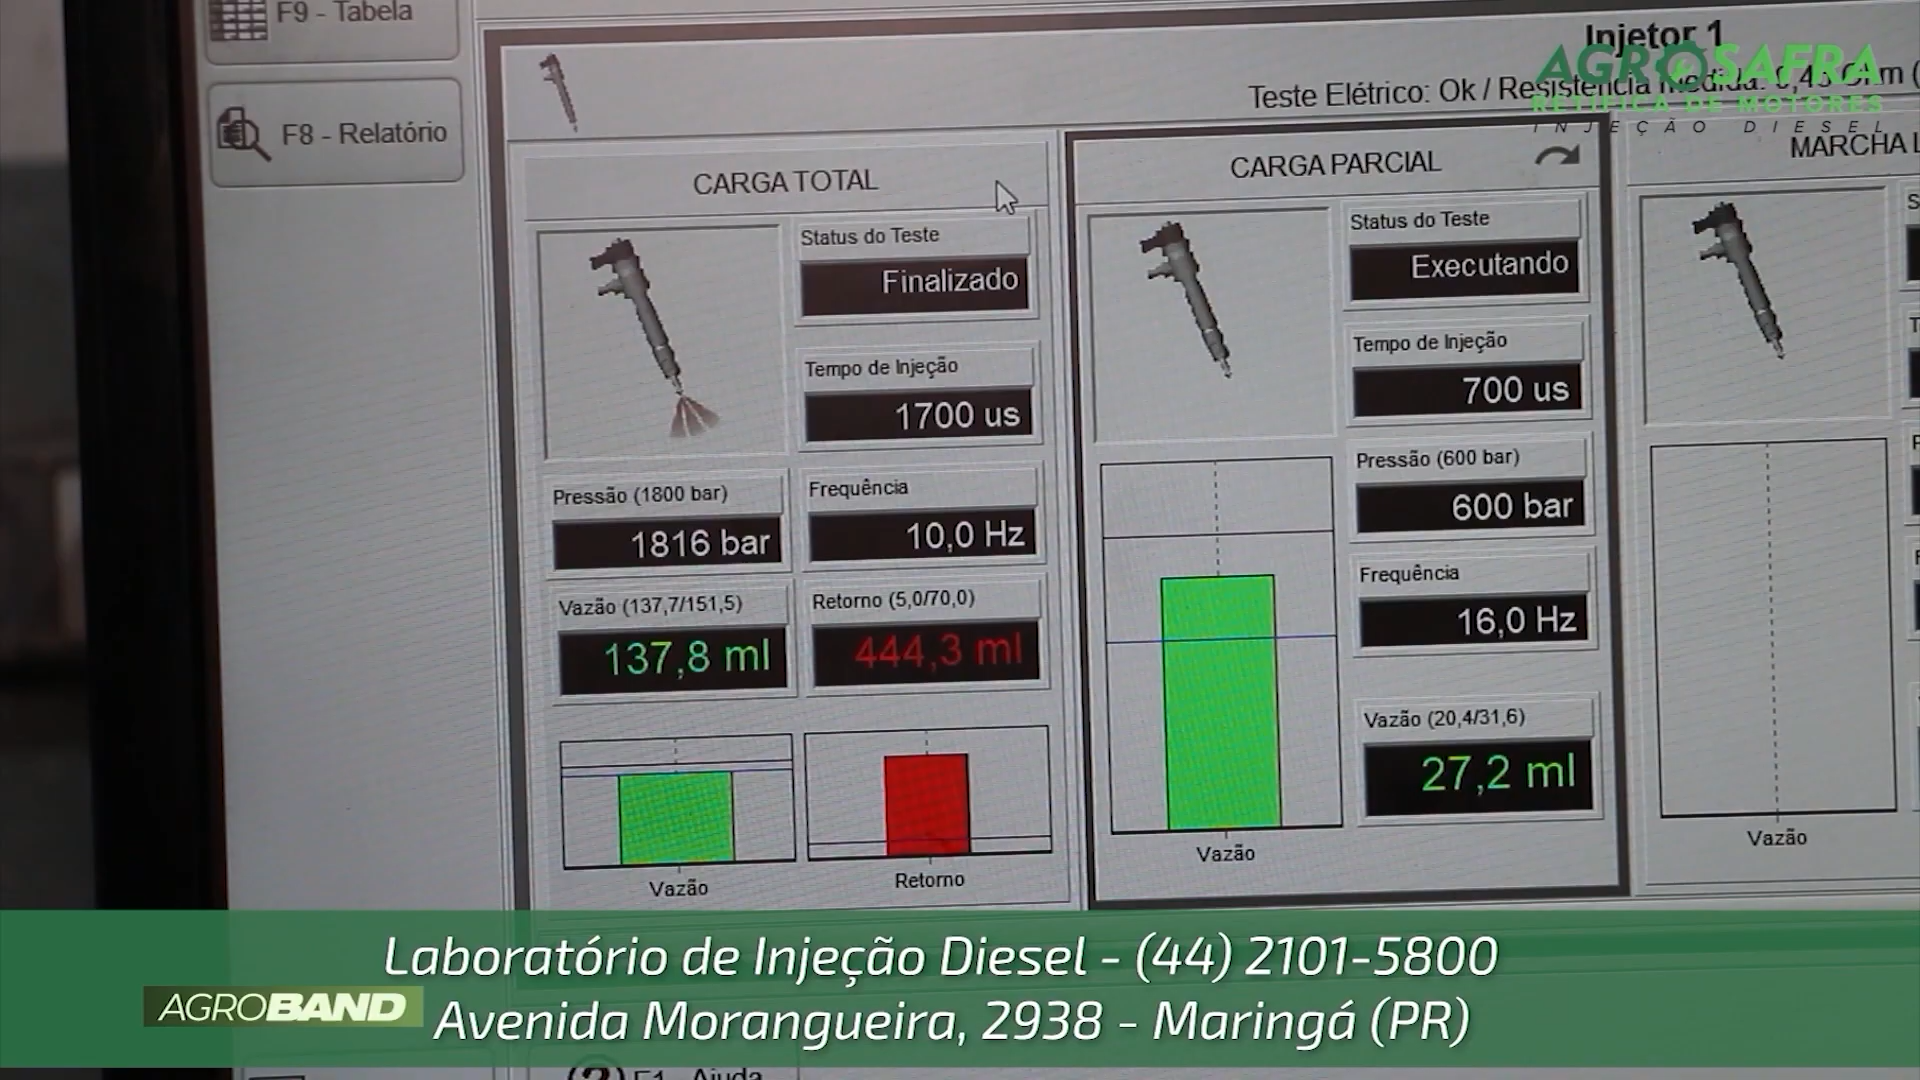 F9 - Tabela
F8 - Relatório
Injetor 1
Teste Elétrico: Ok / Resistência medida:
AGROSAFRA
RETÍFICA DE MOTORES
INJEÇÃO DIESEL
CARGA TOTAL
Status do Teste
Finalizado
Tempo de Injeção
1700 us
Pressão (1800 bar)
1816 bar
Frequência
10,0 Hz
Vazão (137,7/151,5)
137,8 ml
Retorno (5,0/70,0)
444,3 ml
Vazão
Retorno
CARGA PARCIAL
Status do Teste
Executando
Tempo de Injeção
700 us
Pressão (600 bar)
600 bar
Frequência
16,0 Hz
Vazão (20,4/31,6)
27,2 ml
Vazão
MARCHA L
Vazão
Laboratório de Injeção Diesel - (44) 2101-5800
Avenida Morangueira, 2938 - Maringá (PR)
AGROBAND
F1 - Ajuda